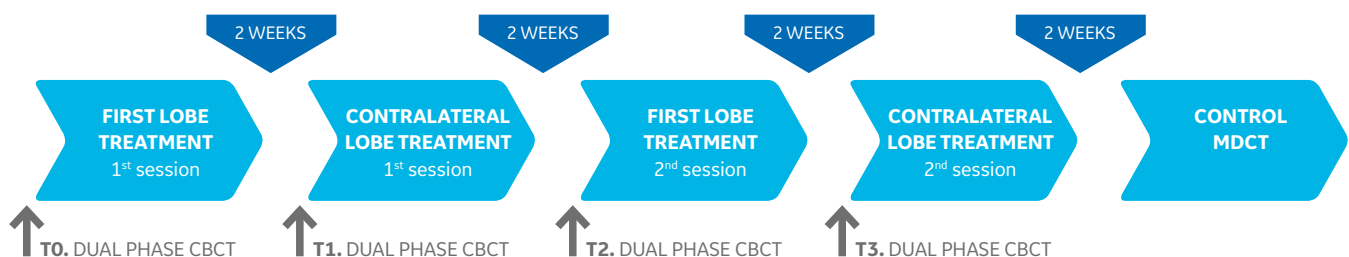 2 WEEKS
2 WEEKS
2 WEEKS
2 WEEKS
FIRST LOBE
TREATMENT
1st session
CONTRALATERAL
LOBE TREATMENT
1st session
FIRST LOBE
TREATMENT
2nd session
CONTRALATERAL
LOBE TREATMENT
2nd session
CONTROL
MDCT
T0. DUAL PHASE CBCT
T1. DUAL PHASE CBCT
T2. DUAL PHASE CBCT
T3. DUAL PHASE CBCT